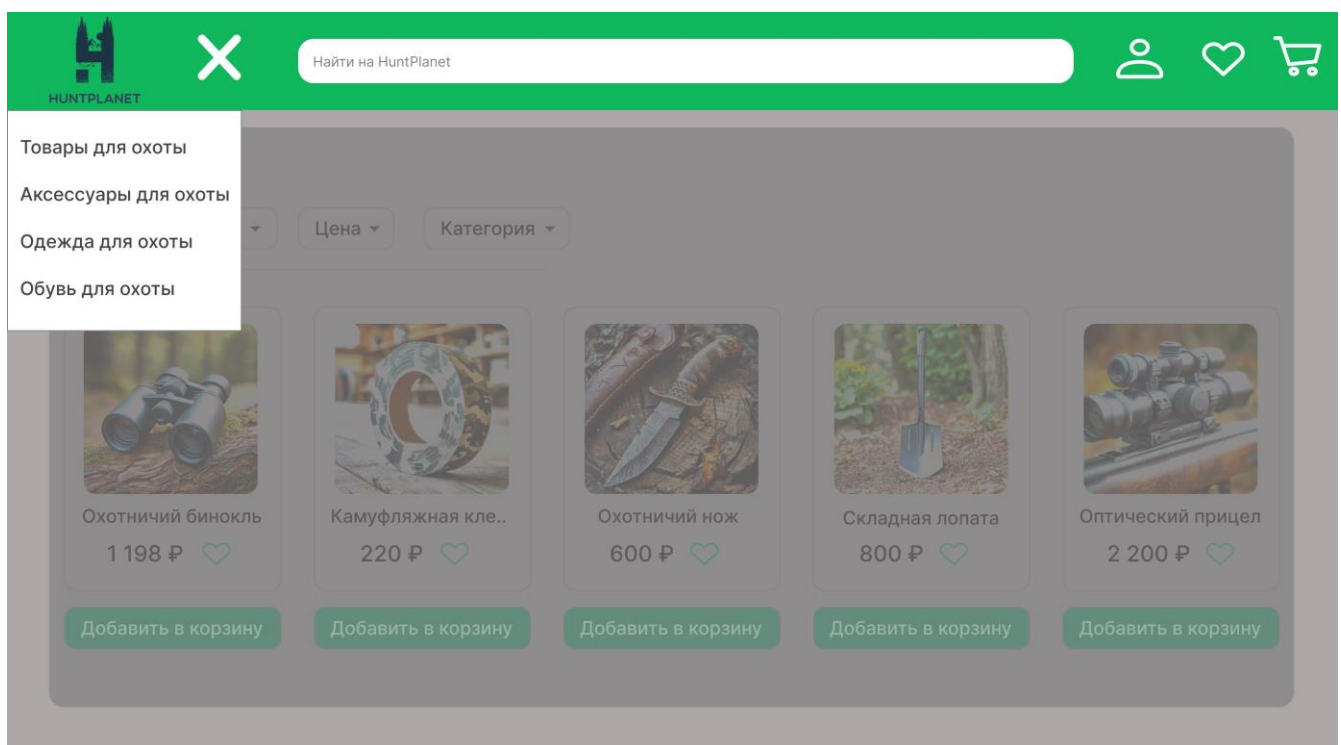 HUNTPLANET
Найти на HuntPlanet
Товары для охоты
Аксессуары для охоты
Одежда для охоты
Обувь для охоты
Цена
Категория
Охотничий бинокль
Камуфляжная кле..
Охотничий нож
Складная лопата
Оптический прицел
1 198 ₽
220 ₽
600 ₽
800 ₽
2 200 ₽
Добавить в корзину
Добавить в корзину
Добавить в корзину
Добавить в корзину
Добавить в корзину